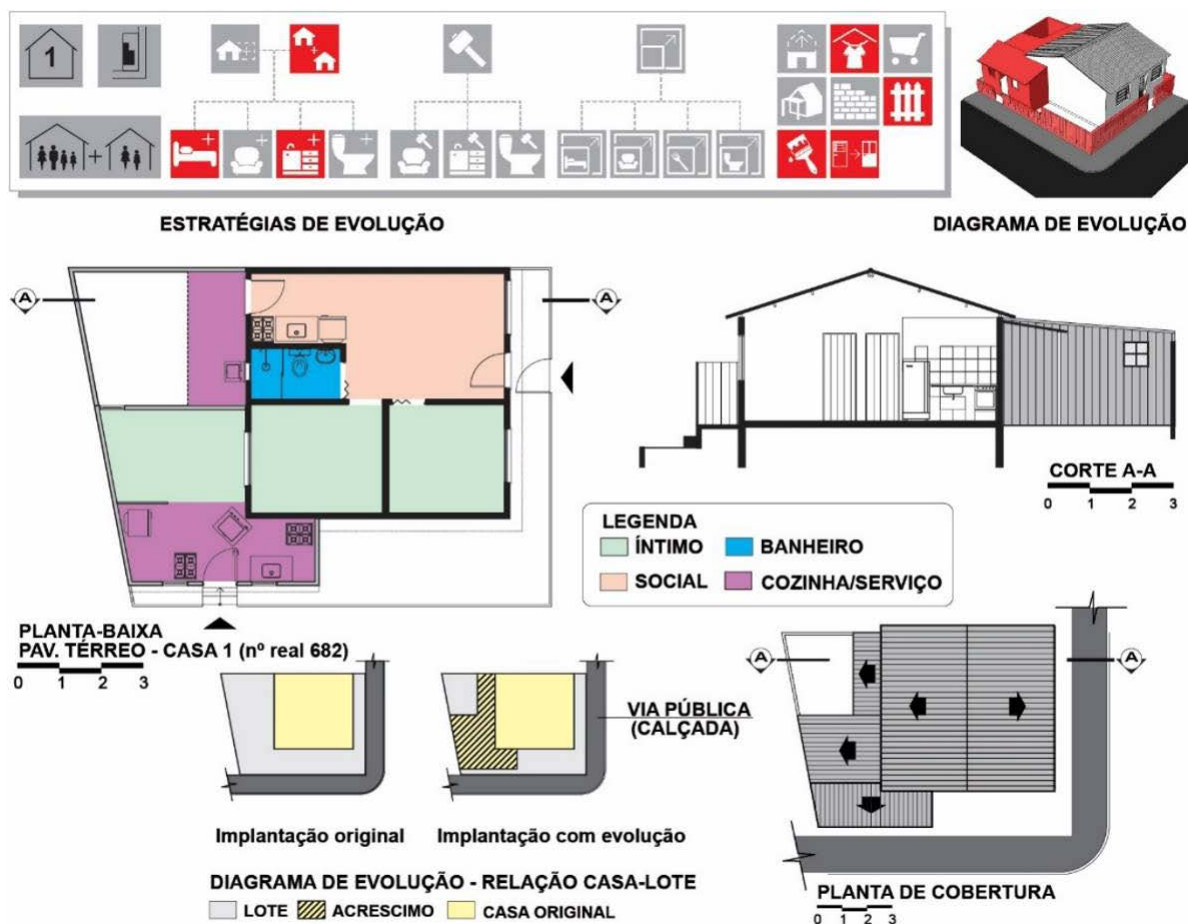 1
ESTRATÉGIAS DE EVOLUÇÃO
DIAGRAMA DE EVOLUÇÃO
A
A
CORTE A-A
0 1 2 3
LEGENDA
ÍNTIMO
BANHEIRO
SOCIAL
COZINHA/SERVIÇO
PLANTA-BAIXA
PAV. TÉRREO - CASA 1 (nº real 682)
0 1 2 3
VIA PÚBLICA
(CALÇADA)
Implantação original
Implantação com evolução
DIAGRAMA DE EVOLUÇÃO - RELAÇÃO CASA-LOTE
LOTE
ACRESCIMO
CASA ORIGINAL
A
A
PLANTA DE COBERTURA
0 1 2 3